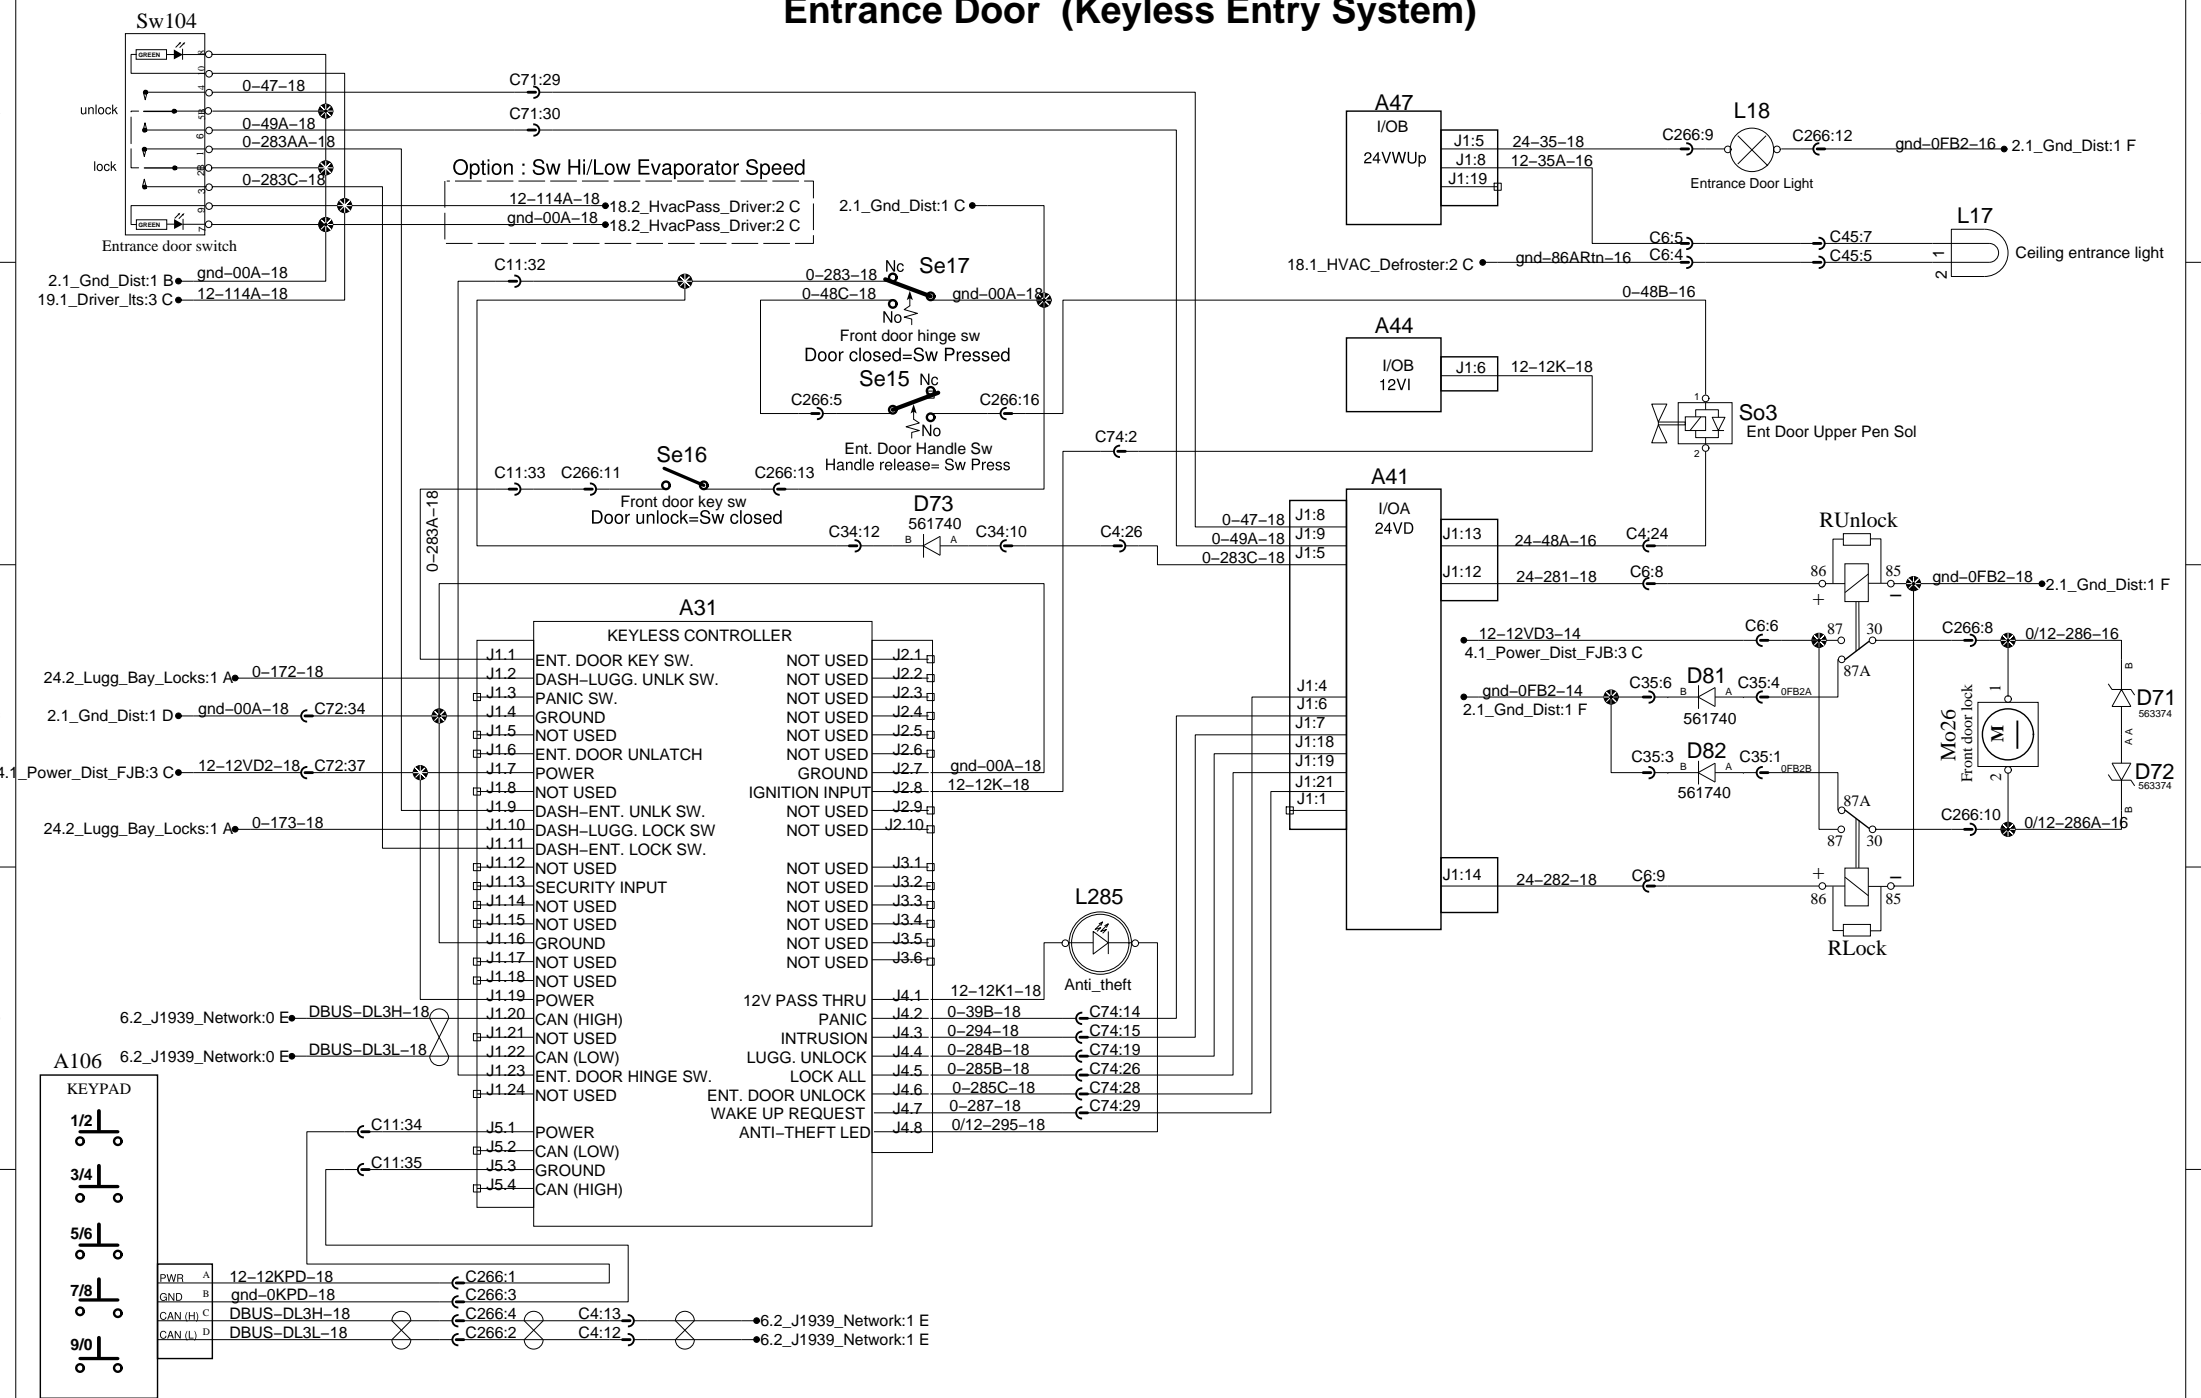 Entrance Door (Keyless Entry System)
Sw104
GREEN
8
10
4
unlock
5B
6
1
lock
2B
3
9
GREEN
7
Entrance door switch
0-47-18
0-49A-18
0-283AA-18
0-283C-18
C71:29
C71:30
Option : Sw Hi/Low Evaporator Speed
12-114A-18
18.2_HvacPass_Driver:2 C
gnd-00A-18
18.2_HvacPass_Driver:2 C
2.1_Gnd_Dist:1 C
2.1_Gnd_Dist:1 B
gnd-00A-18
19.1_Driver_lts:3 C
12-114A-18
C11:32
0-283-18
Nc
Se17
0-48C-18
gnd-00A-18
No
Front door hinge sw
Door closed=Sw Pressed
Se15
Nc
C266:5
C266:16
No
Ent. Door Handle Sw
Handle release= Sw Press
Se16
C11:33
C266:11
C266:13
Front door key sw
Door unlock=Sw closed
0-283A-18
D73
561740
C34:12
B
A
C34:10
C4:26
C74:2
A47
I/OB
24VWUp
J1:5
J1:8
J1:19
24-35-18
12-35A-16
C266:9
L18
C266:12
gnd-0FB2-16
2.1_Gnd_Dist:1 F
Entrance Door Light
L17
C6:5
C45:7
1
Ceiling entrance light
18.1_HVAC_Defroster:2 C
gnd-86ARtn-16
C6:4
C45:5
2
0-48B-16
A44
I/OB
12VI
J1:6
12-12K-18
1
So3
Ent Door Upper Pen Sol
2
A41
I/OA
24VD
0-47-18
J1:8
0-49A-18
J1:9
0-283C-18
J1:5
J1:13
24-48A-16
C4:24
J1:12
24-281-18
C6:8
J1:4
J1:6
J1:7
J1:18
J1:19
J1:21
J1:1
J1:14
24-282-18
C6:9
RUnlock
86
85
+
−
gnd-0FB2-18
2.1_Gnd_Dist:1 F
12-12VD3-14
4.1_Power_Dist_FJB:3 C
C6:6
87
30
87A
C266:8
0/12-286-16
gnd-0FB2-14
2.1_Gnd_Dist:1 F
C35:6
D81
B
A
561740
C35:4
0FB2A
C35:3
D82
B
A
561740
C35:1
0FB2B
87A
87
30
C266:10
0/12-286A-16
+
−
86
85
RLock
Mo26
Front door lock
1
M
2
B
D71
563374
A A
D72
563374
B
A31
KEYLESS CONTROLLER
J1.1 ENT. DOOR KEY SW.
J1.2 DASH-LUGG. UNLK SW.
J1.3 PANIC SW.
J1.4 GROUND
J1.5 NOT USED
J1.6 ENT. DOOR UNLATCH
J1.7 POWER
J1.8 NOT USED
J1.9 DASH-ENT. UNLK SW.
J1.10 DASH-LUGG. LOCK SW
J1.11 DASH-ENT. LOCK SW.
J1.12 NOT USED
J1.13 SECURITY INPUT
J1.14 NOT USED
J1.15 NOT USED
J1.16 GROUND
J1.17 NOT USED
J1.18 NOT USED
J1.19 POWER
J1.20 CAN (HIGH)
J1.21 NOT USED
J1.22 CAN (LOW)
J1.23 ENT. DOOR HINGE SW.
J1.24 NOT USED
J5.1 POWER
J5.2 CAN (LOW)
J5.3 GROUND
J5.4 CAN (HIGH)
NOT USED J2.1
NOT USED J2.2
NOT USED J2.3
NOT USED J2.4
NOT USED J2.5
NOT USED J2.6
GROUND J2.7 gnd-00A-18
IGNITION INPUT J2.8 12-12K-18
NOT USED J2.9
NOT USED J2.10
NOT USED J3.1
NOT USED J3.2
NOT USED J3.3
NOT USED J3.4
NOT USED J3.5
NOT USED J3.6
12V PASS THRU J4.1 12-12K1-18
PANIC J4.2 0-39B-18 C74:14
INTRUSION J4.3 0-294-18 C74:15
LUGG. UNLOCK J4.4 0-284B-18 C74:19
LOCK ALL J4.5 0-285B-18 C74:26
ENT. DOOR UNLOCK J4.6 0-285C-18 C74:28
WAKE UP REQUEST J4.7 0-287-18 C74:29
ANTI-THEFT LED J4.8 0/12-295-18
L285
Anti_theft
24.2_Lugg_Bay_Locks:1 A
0-172-18
2.1_Gnd_Dist:1 D
gnd-00A-18
C72:34
4.1_Power_Dist_FJB:3 C
12-12VD2-18
C72:37
24.2_Lugg_Bay_Locks:1 A
0-173-18
6.2_J1939_Network:0 E
DBUS-DL3H-18
6.2_J1939_Network:0 E
DBUS-DL3L-18
C11:34
C11:35
A106
KEYPAD
1/2
3/4
5/6
7/8
9/0
PWR A 12-12KPD-18 C266:1
GND B gnd-0KPD-18 C266:3
CAN (H) C DBUS-DL3H-18 C266:4 C4:13 6.2_J1939_Network:1 E
CAN (L) D DBUS-DL3L-18 C266:2 C4:12 6.2_J1939_Network:1 E